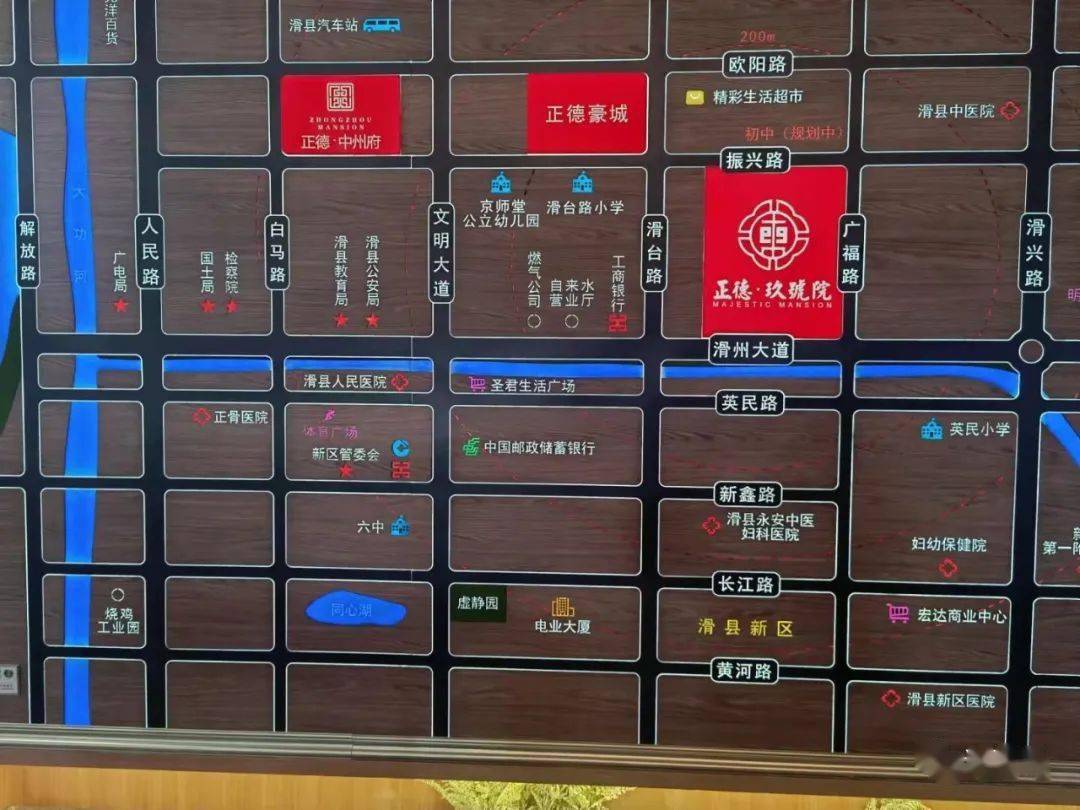 洋百货
滑县汽车站
200m
欧阳路
ZHONGZHOU
MANSION
正德·中州府
正德豪城
精彩生活超市
初中（规划中）
滑县中医院
振兴路
大功河
解放路
人民路
白马路
文明大道
滑台路
广福路
滑兴路
广电局
国土局
检察院
滑县教育局
滑县公安局
京师堂
公立幼儿园
滑台路小学
燃气公司
自来水
营业厅
工商银行
正德·玖號院
MAJESTIC MANSION
明
滑州大道
滑县人民医院
圣君生活广场
英民路
正骨医院
体育广场
新区管委会
中国邮政储蓄银行
英民小学
新鑫路
六中
滑县永安中医
妇科医院
妇幼保健院
第一
长江路
烧鸡
工业园
同心湖
虚静园
电业大厦
滑县新区
宏达商业中心
黄河路
滑县新区医院